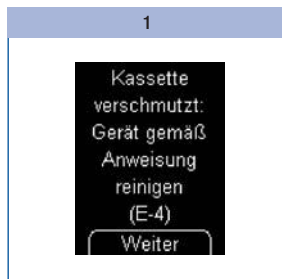 1
Kassette
verschmutzt:
Gerät gemäß
Anweisung
reinigen
(E-4)
Weiter